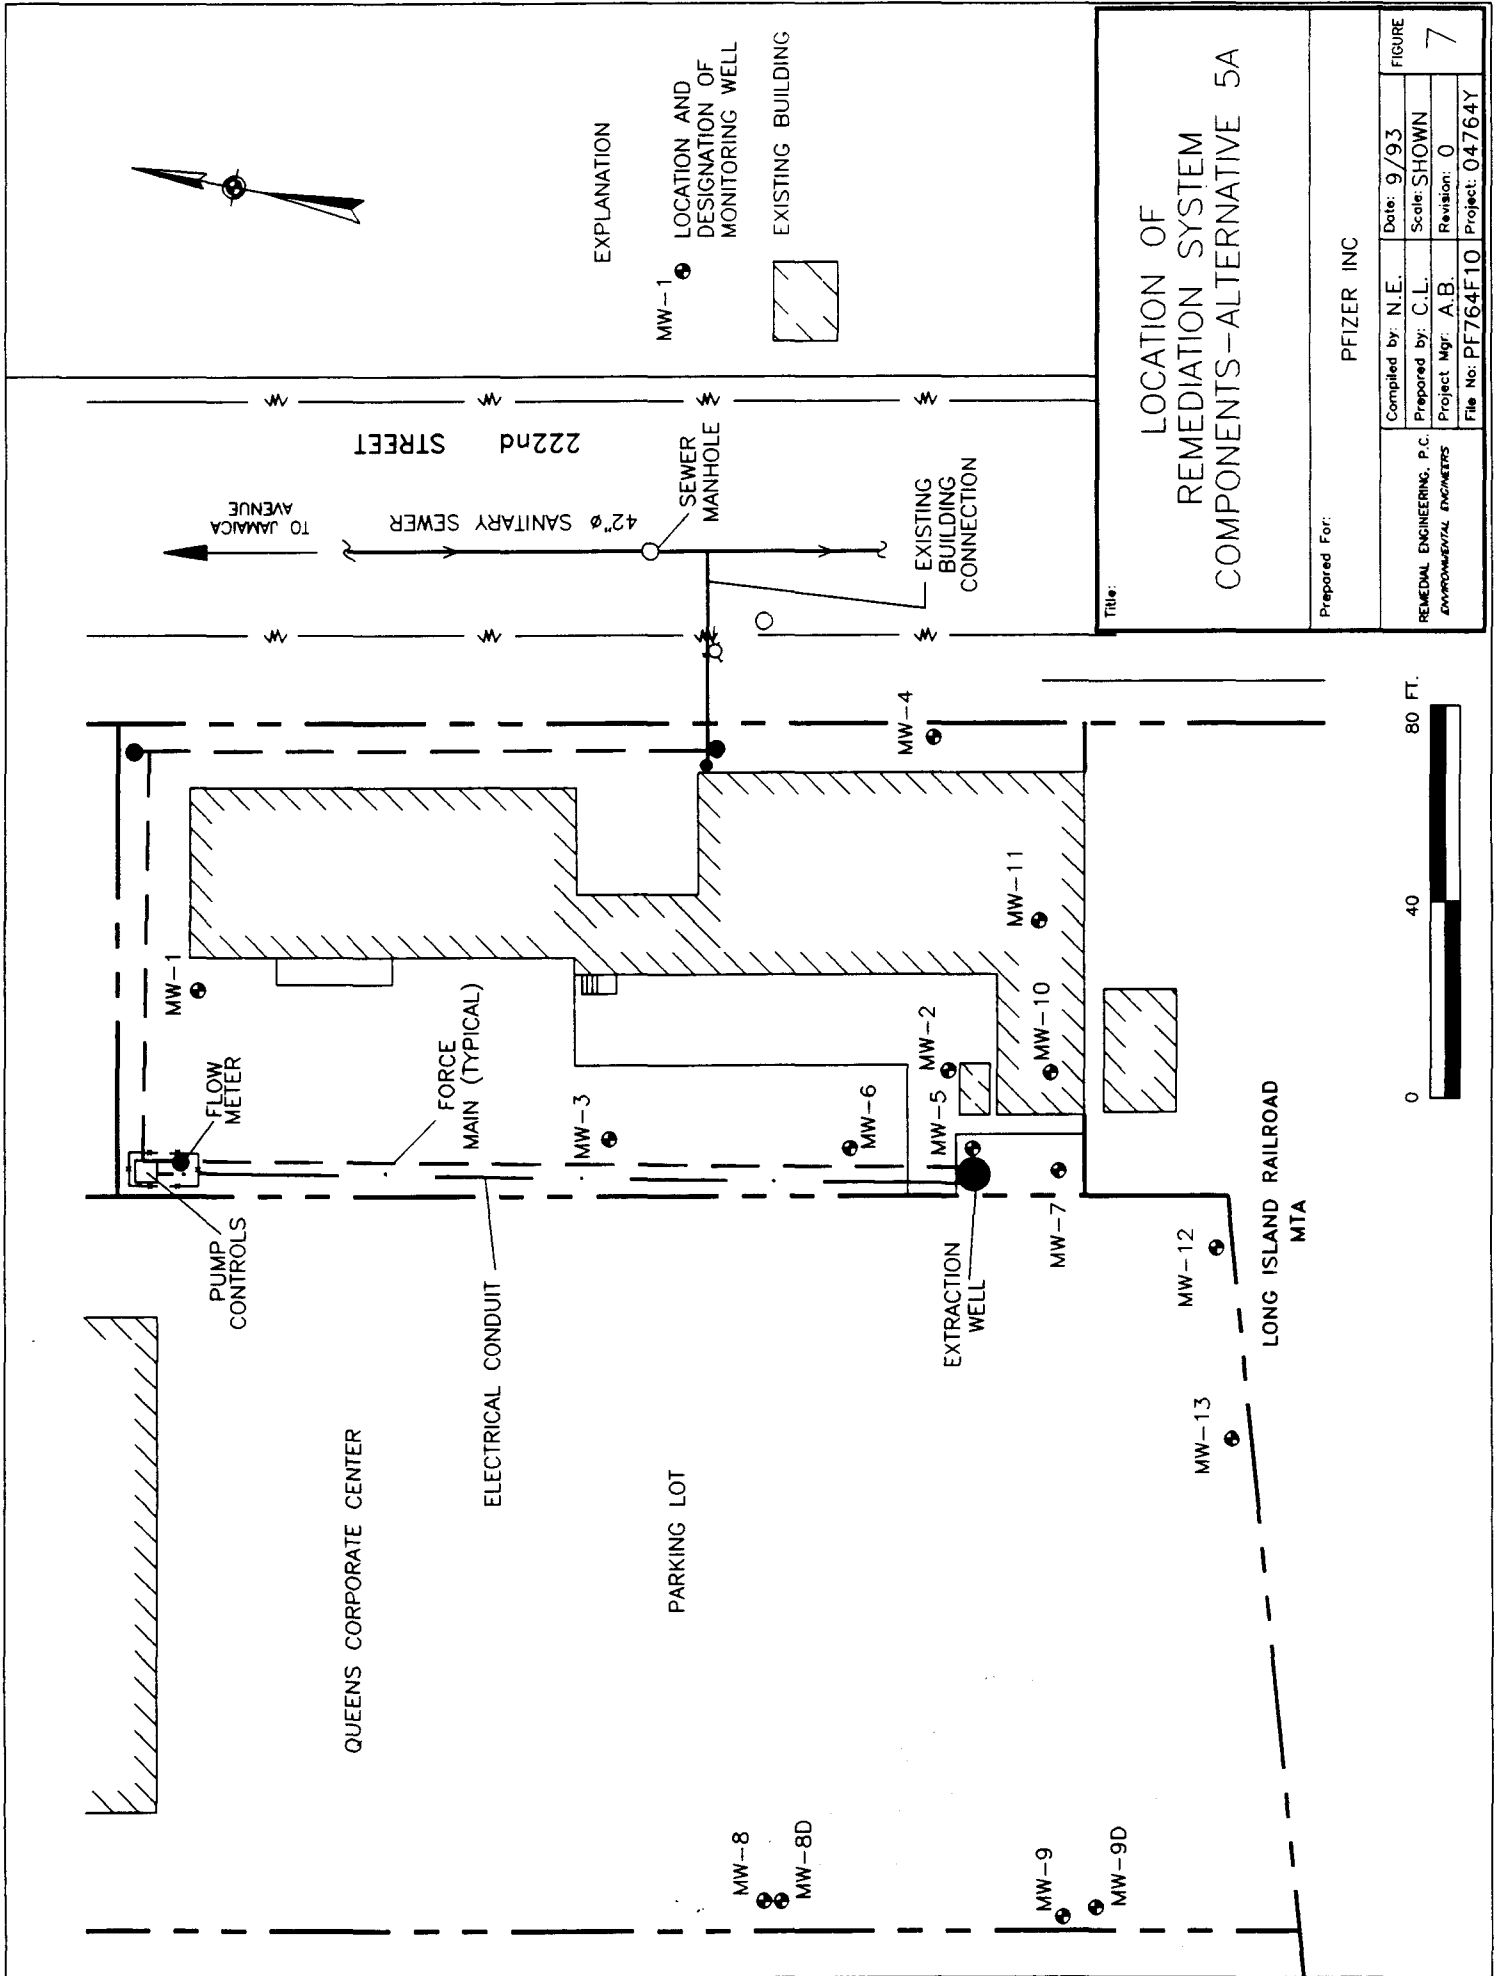 TO JAMAICA
AVENUE
222nd STREET
42"ø SANITARY SEWER
SEWER
MANHOLE
EXISTING
BUILDING
CONNECTION
EXPLANATION
MW-1
LOCATION AND
DESIGNATION OF
MONITORING WELL
EXISTING BUILDING
MW-1
FLOW
METER
PUMP
CONTROLS
FORCE
MAIN (TYPICAL)
ELECTRICAL CONDUIT
MW-3
MW-6
MW-2
MW-5
MW-4
MW-11
MW-10
MW-7
EXTRACTION
WELL
MW-12
MW-13
QUEENS CORPORATE CENTER
PARKING LOT
MW-8
MW-8D
MW-9
MW-9D
LONG ISLAND RAILROAD
MTA
0 40 80 FT.
Title:
LOCATION OF
REMEDIATION SYSTEM
COMPONENTS-ALTERNATIVE 5A
Prepared For:
PFIZER INC
REMEDIAL ENGINEERING, P.C.
ENVIRONMENTAL ENGINEERS
Compiled by: N.E.
Date: 9/93
Prepared by: C.L.
Scale: SHOWN
Project Mgr: A.B.
Revision: 0
File No: PF764F10
Project: 04764Y
FIGURE
7